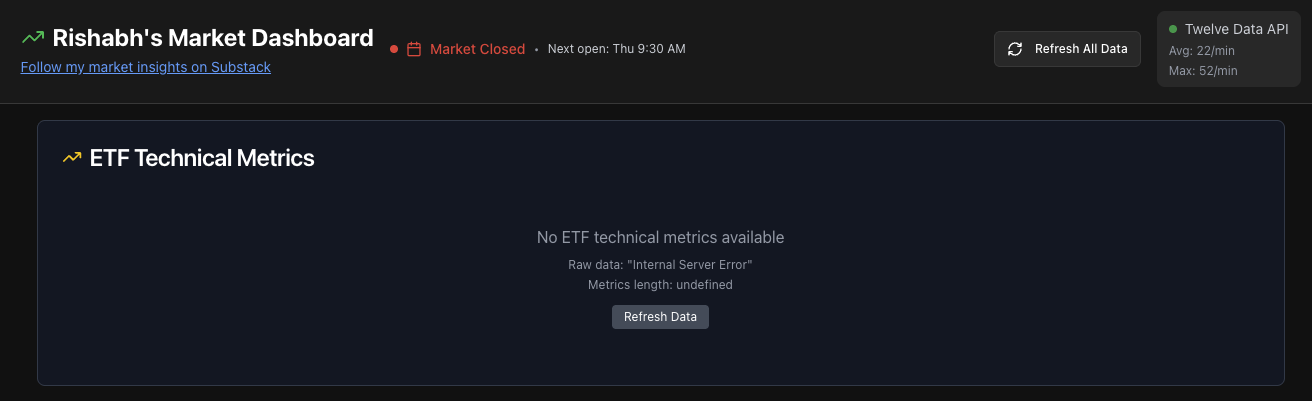 Rishabh's Market Dashboard
Follow my market insights on Substack
Market Closed • Next open: Thu 9:30 AM
Refresh All Data
Twelve Data API
Avg: 22/min
Max: 52/min
ETF Technical Metrics
No ETF technical metrics available
Raw data: "Internal Server Error"
Metrics length: undefined
Refresh Data